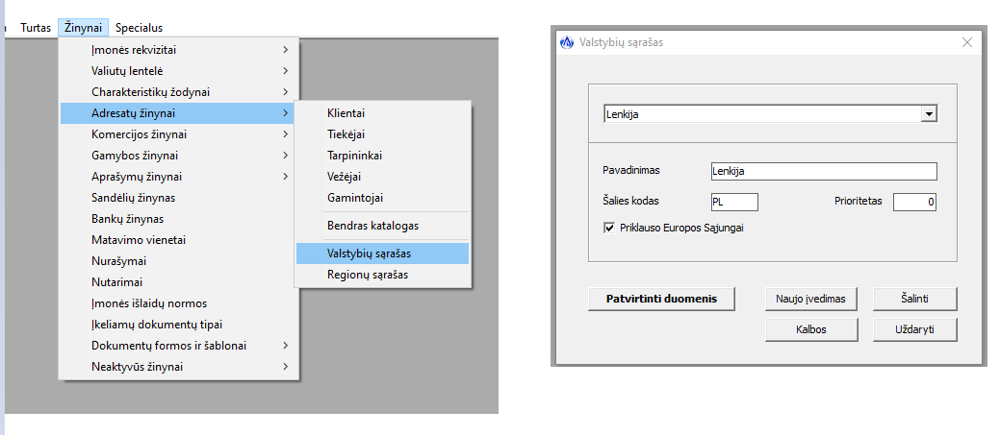 Turtas Žinynai Specialus
Įmonės rekvizitai
Valiutų lentelė
Charakteristikų žodynai
Adresatų žinynai
Komercijos žinynai
Gamybos žinynai
Aprašymų žinynai
Sandėlių žinynas
Bankų žinynas
Matavimo vienetai
Nurašymai
Nutarimai
Įmonės išlaidų normos
Įkeliamų dokumentų tipai
Dokumentų formos ir šablonai
Neaktyvūs žinynai
Klientai
Tiekėjai
Tarpininkai
Vežėjai
Gamintojai
Bendras katalogas
Valstybių sąrašas
Regionų sąrašas
Valstybių sąrašas
Lenkija
Pavadinimas Lenkija
Šalies kodas PL Prioritetas 0
Priklauso Europos Sąjungai
Patvirtinti duomenis Naujo įvedimas Šalinti
Kalbos Uždaryti